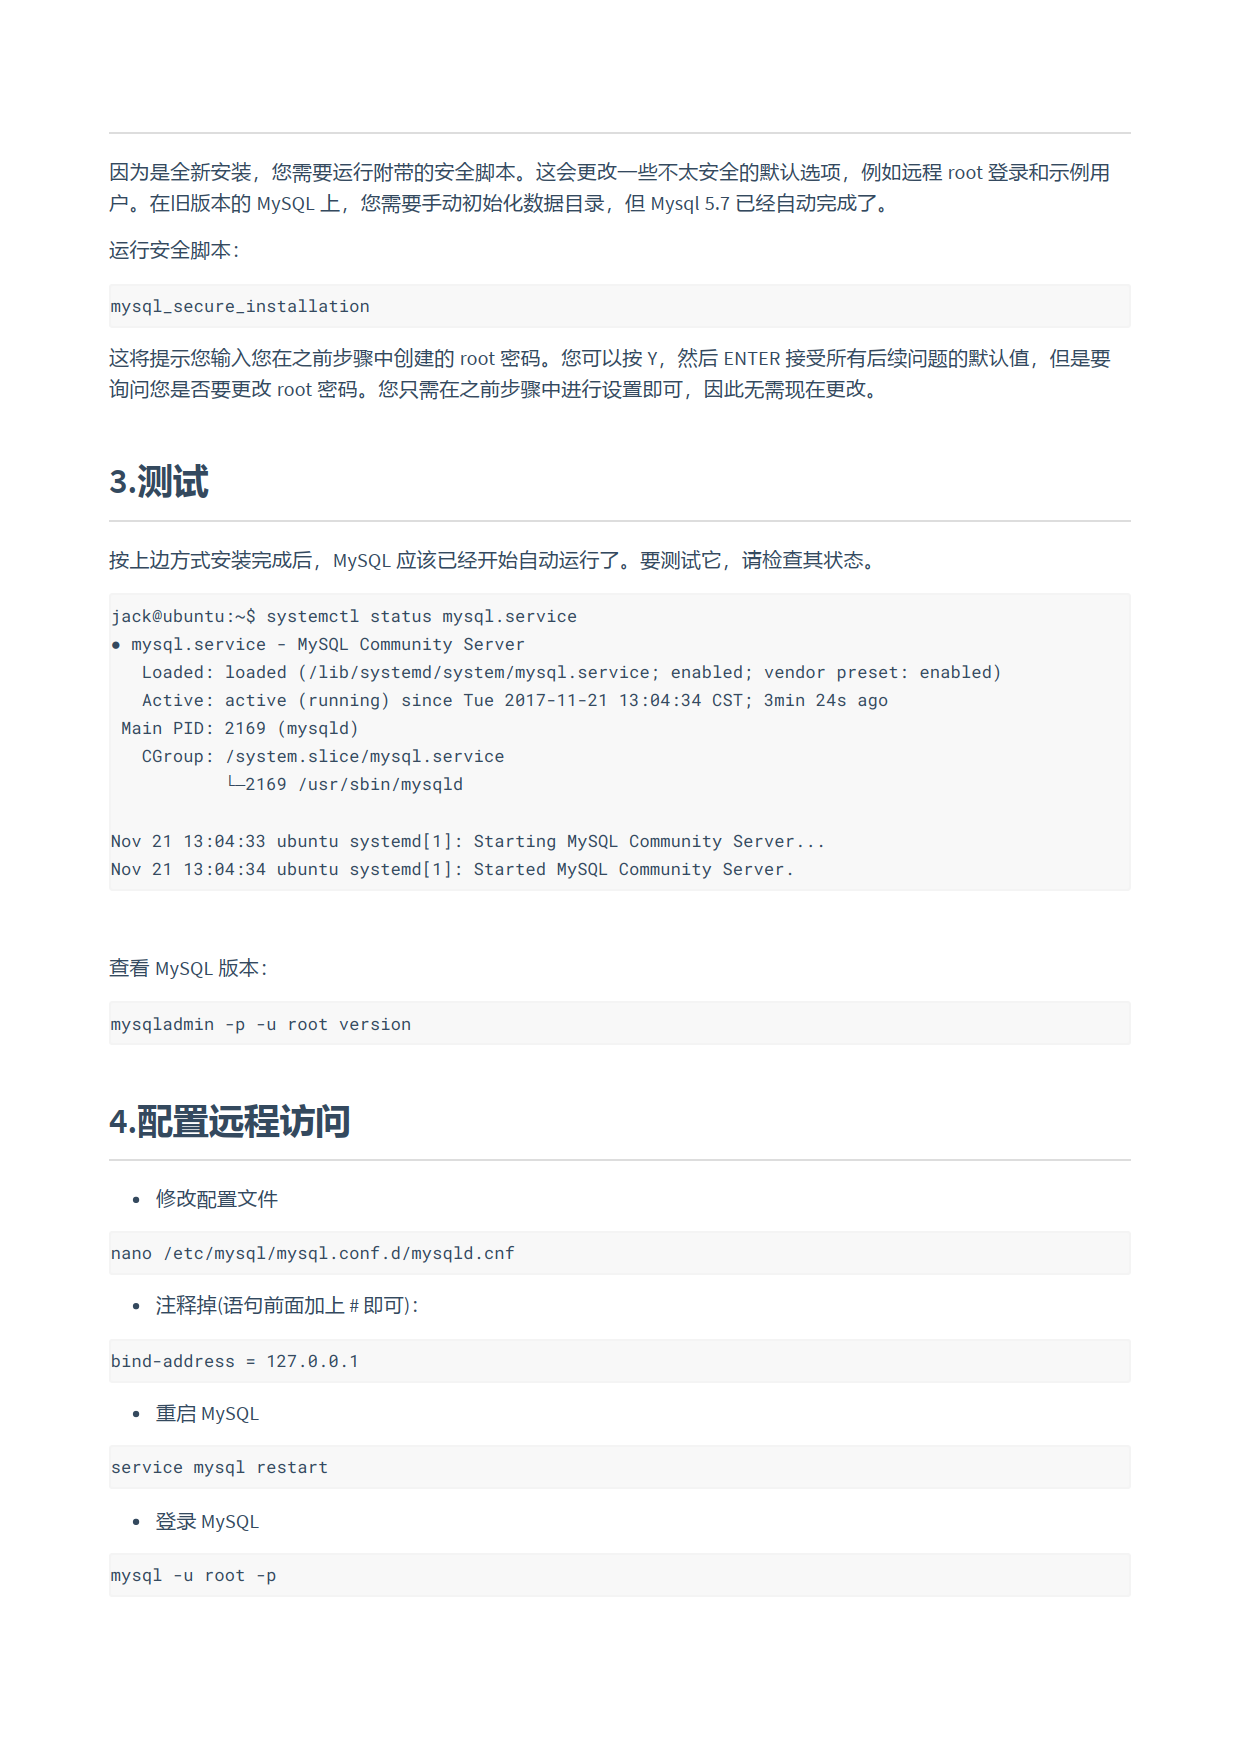 因为是全新安装，您需要运行附带的安全脚本。这会更改一些不太安全的默认选项，例如远程 root 登录和示例用
户。在旧版本的 MySQL 上，您需要手动初始化数据目录，但 Mysql 5.7 已经自动完成了。
运行安全脚本：
mysql_secure_installation
这将提示您输入您在之前步骤中创建的 root 密码。您可以按 Y，然后 ENTER 接受所有后续问题的默认值，但是要
询问您是否要更改 root 密码。您只需在之前步骤中进行设置即可，因此无需现在更改。
3.测试
按上边方式安装完成后，MySQL 应该已经开始自动运行了。要测试它，请检查其状态。
jack@ubuntu:~$ systemctl status mysql.service
● mysql.service - MySQL Community Server
   Loaded: loaded (/lib/systemd/system/mysql.service; enabled; vendor preset: enabled)
   Active: active (running) since Tue 2017-11-21 13:04:34 CST; 3min 24s ago
 Main PID: 2169 (mysqld)
   CGroup: /system.slice/mysql.service
           └─2169 /usr/sbin/mysqld
Nov 21 13:04:33 ubuntu systemd[1]: Starting MySQL Community Server...
Nov 21 13:04:34 ubuntu systemd[1]: Started MySQL Community Server.
查看 MySQL 版本：
mysqladmin -p -u root version
4.配置远程访问
• 修改配置文件
nano /etc/mysql/mysql.conf.d/mysqld.cnf
• 注释掉(语句前面加上 # 即可)：
bind-address = 127.0.0.1
• 重启 MySQL
service mysql restart
• 登录 MySQL
mysql -u root -p